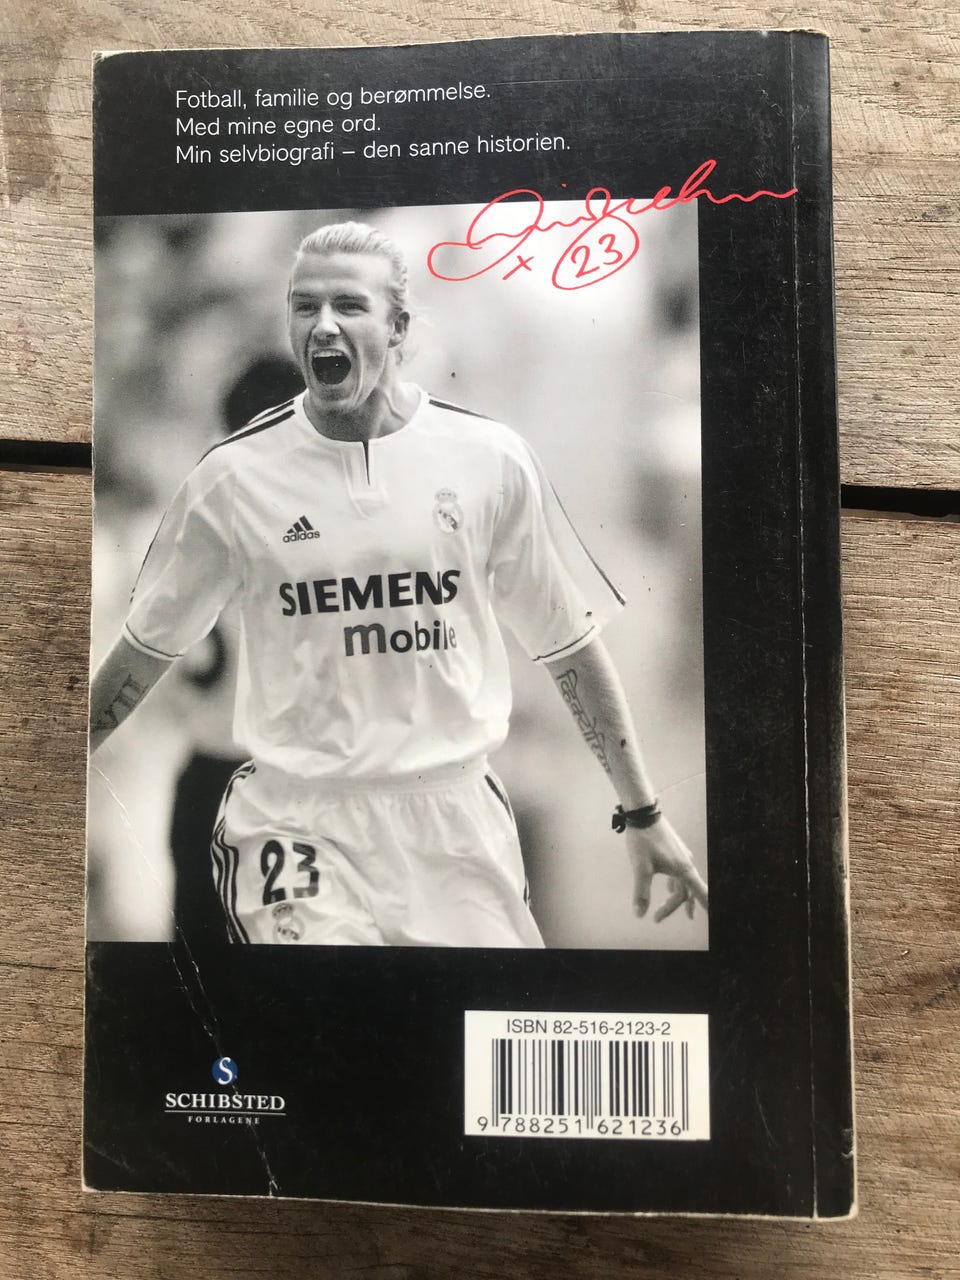 Fotball, familie og berømmelse.
Med mine egne ord.
Min selvbiografi – den sanne historien.
x 23
adidas
SIEMENS
mobile
VII
23
ISBN 82-516-2123-2
9 788251 621236
S
SCHIBSTED
FORLAGENE